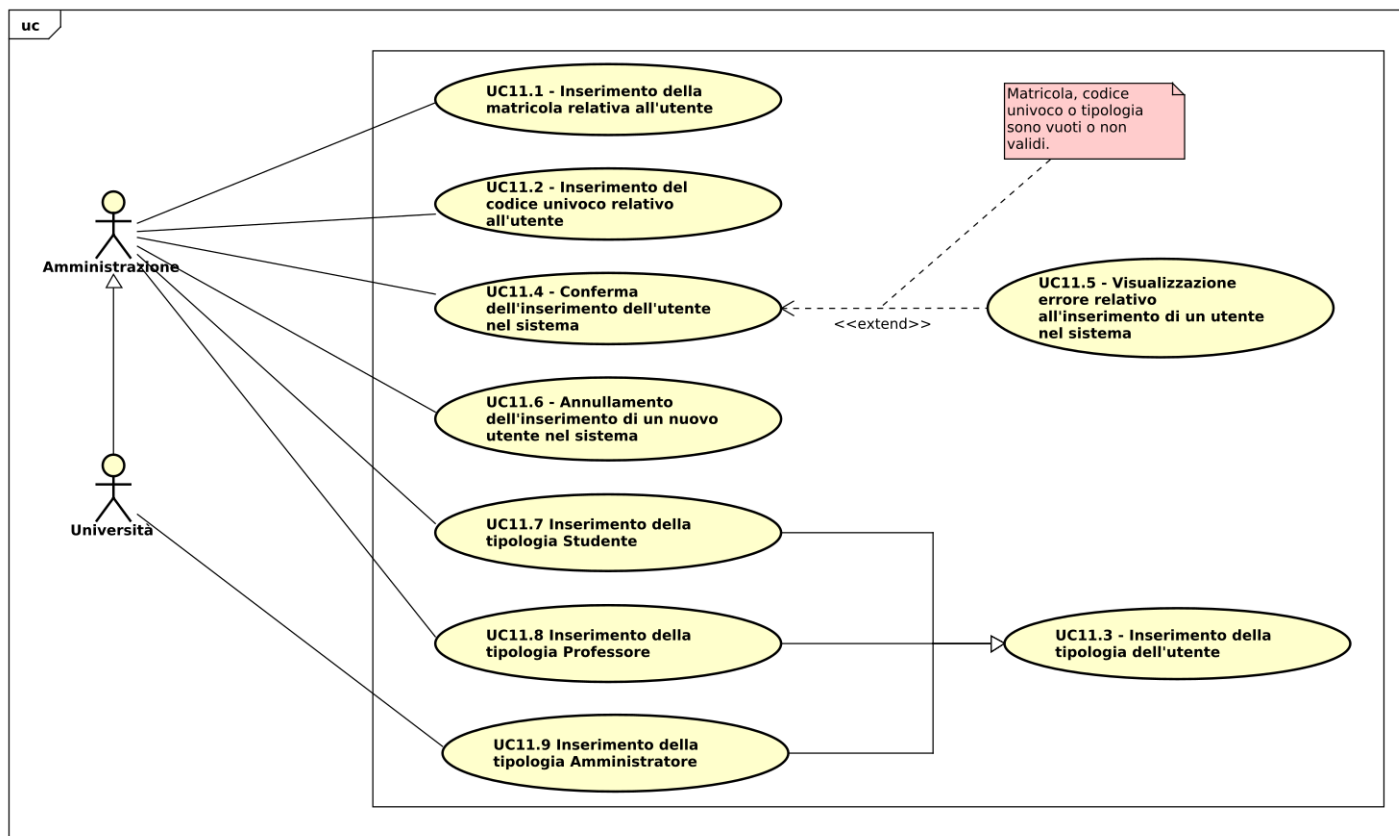 uc
UC11.1 - Inserimento della
matricola relativa all'utente
Matricola, codice
univoco o tipologia
sono vuoti o non
validi.
UC11.2 - Inserimento del
codice univoco relativo
all'utente
Amministrazione
UC11.4 - Conferma
dell'inserimento dell'utente
nel sistema
<<extend>>
UC11.5 - Visualizzazione
errore relativo
all'inserimento di un utente
nel sistema
UC11.6 - Annullamento
dell'inserimento di un nuovo
utente nel sistema
Università
UC11.7 Inserimento della
tipologia Studente
UC11.8 Inserimento della
tipologia Professore
UC11.3 - Inserimento della
tipologia dell'utente
UC11.9 Inserimento della
tipologia Amministratore